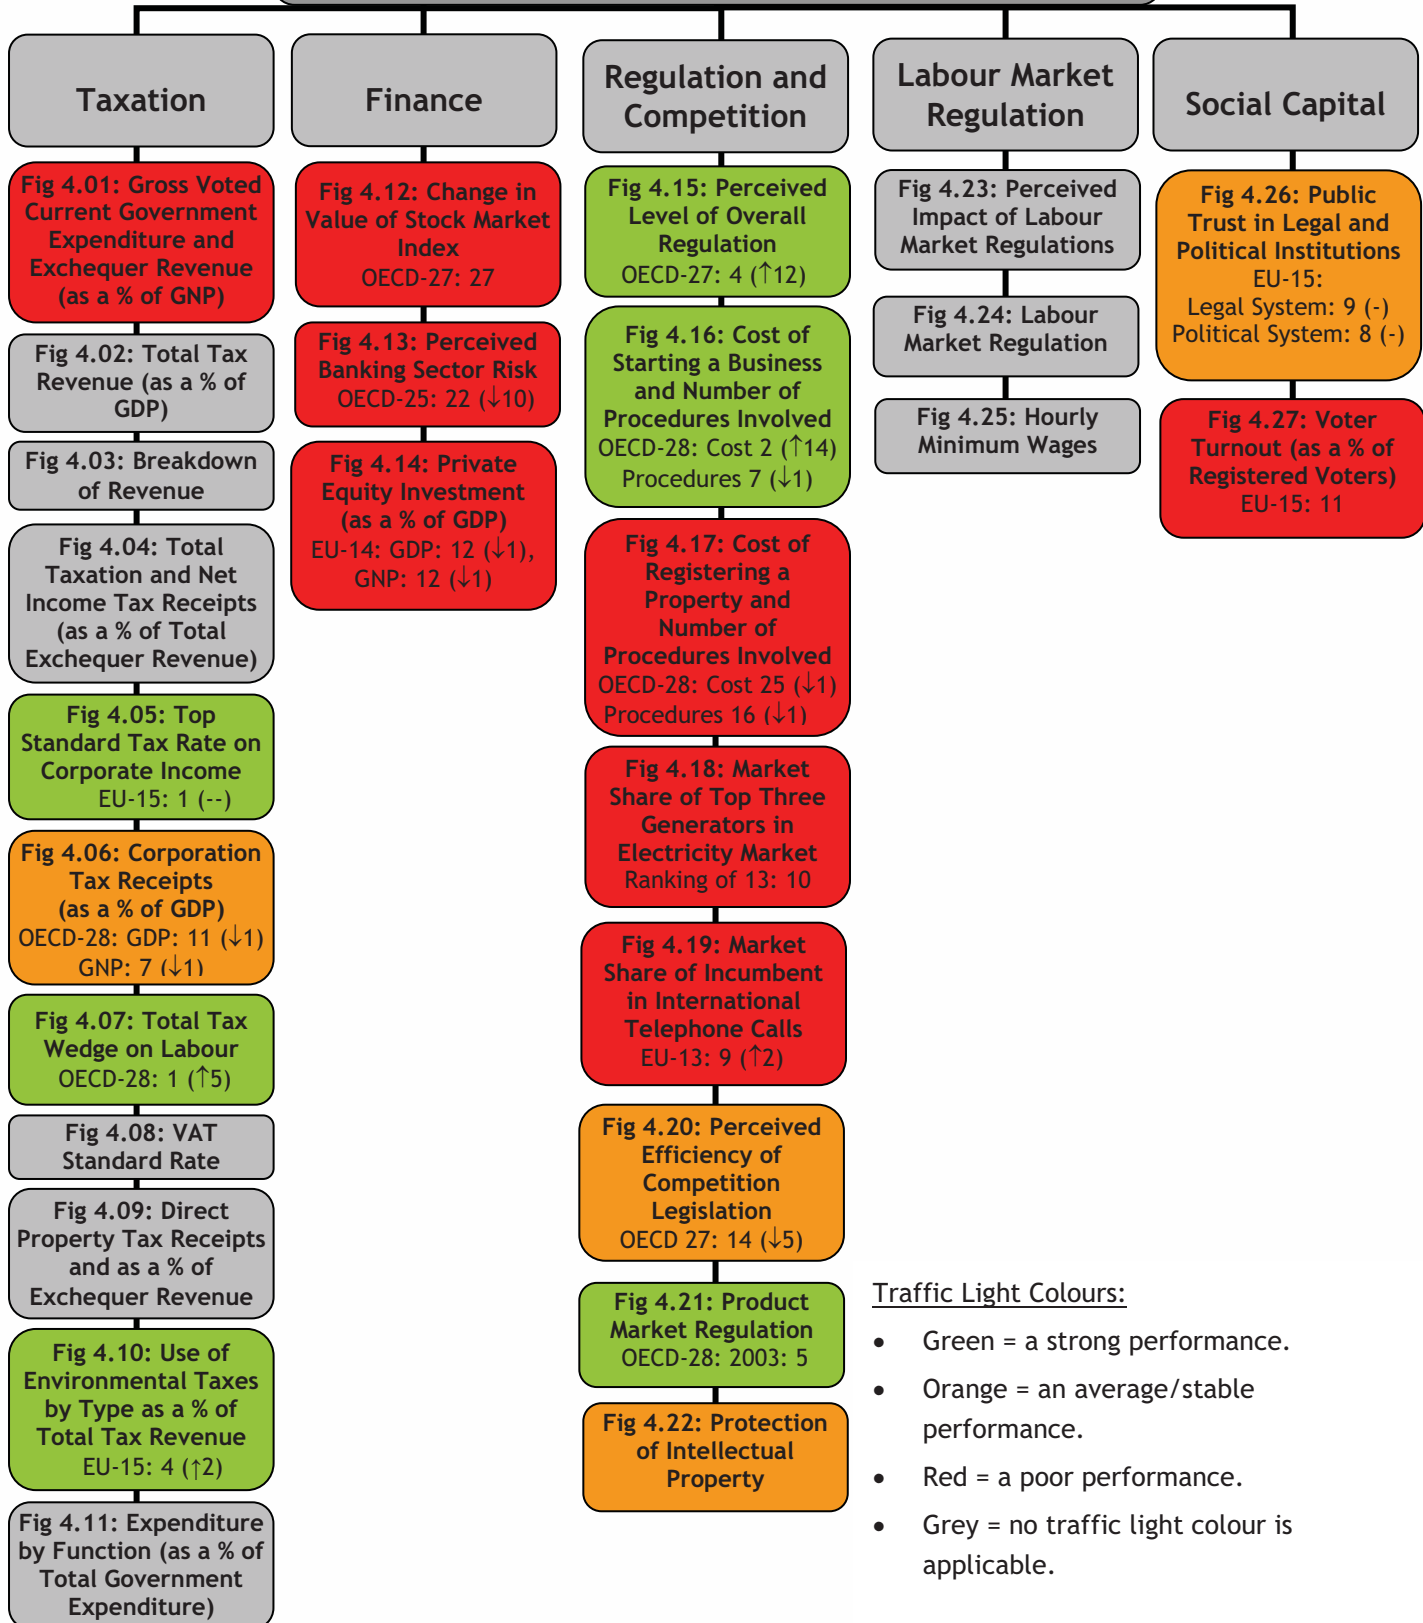 Taxation
Fig 4.01: Gross Voted
Current Government
Expenditure and
Exchequer Revenue
(as a % of GNP)
Fig 4.02: Total Tax
Revenue (as a % of
GDP)
Fig 4.03: Breakdown
of Revenue
Fig 4.04: Total
Taxation and Net
Income Tax Receipts
(as a % of Total
Exchequer Revenue)
Fig 4.05: Top
Standard Tax Rate on
Corporate Income
EU-15: 1 (--)
Fig 4.06: Corporation
Tax Receipts
(as a % of GDP)
OECD-28: GDP: 11 (↓1)
GNP: 7 (↓1)
Fig 4.07: Total Tax
Wedge on Labour
OECD-28: 1 (↑5)
Fig 4.08: VAT
Standard Rate
Fig 4.09: Direct
Property Tax Receipts
and as a % of
Exchequer Revenue
Fig 4.10: Use of
Environmental Taxes
by Type as a % of
Total Tax Revenue
EU-15: 4 (↑2)
Fig 4.11: Expenditure
by Function (as a % of
Total Government
Expenditure)
Finance
Fig 4.12: Change in
Value of Stock Market
Index
OECD-27: 27
Fig 4.13: Perceived
Banking Sector Risk
OECD-25: 22 (↓10)
Fig 4.14: Private
Equity Investment
(as a % of GDP)
EU-14: GDP: 12 (↓1),
GNP: 12 (↓1)
Regulation and
Competition
Fig 4.15: Perceived
Level of Overall
Regulation
OECD-27: 4 (↑12)
Fig 4.16: Cost of
Starting a Business
and Number of
Procedures Involved
OECD-28: Cost 2 (↑14)
Procedures 7 (↓1)
Fig 4.17: Cost of
Registering a
Property and
Number of
Procedures Involved
OECD-28: Cost 25 (↓1)
Procedures 16 (↓1)
Fig 4.18: Market
Share of Top Three
Generators in
Electricity Market
Ranking of 13: 10
Fig 4.19: Market
Share of Incumbent
in International
Telephone Calls
EU-13: 9 (↑2)
Fig 4.20: Perceived
Efficiency of
Competition
Legislation
OECD 27: 14 (↓5)
Fig 4.21: Product
Market Regulation
OECD-28: 2003: 5
Fig 4.22: Protection
of Intellectual
Property
Labour Market
Regulation
Fig 4.23: Perceived
Impact of Labour
Market Regulations
Fig 4.24: Labour
Market Regulation
Fig 4.25: Hourly
Minimum Wages
Social Capital
Fig 4.26: Public
Trust in Legal and
Political Institutions
EU-15:
Legal System: 9 (-)
Political System: 8 (-)
Fig 4.27: Voter
Turnout (as a % of
Registered Voters)
EU-15: 11
Traffic Light Colours:
• Green = a strong performance.
• Orange = an average/stable
performance.
• Red = a poor performance.
• Grey = no traffic light colour is
applicable.